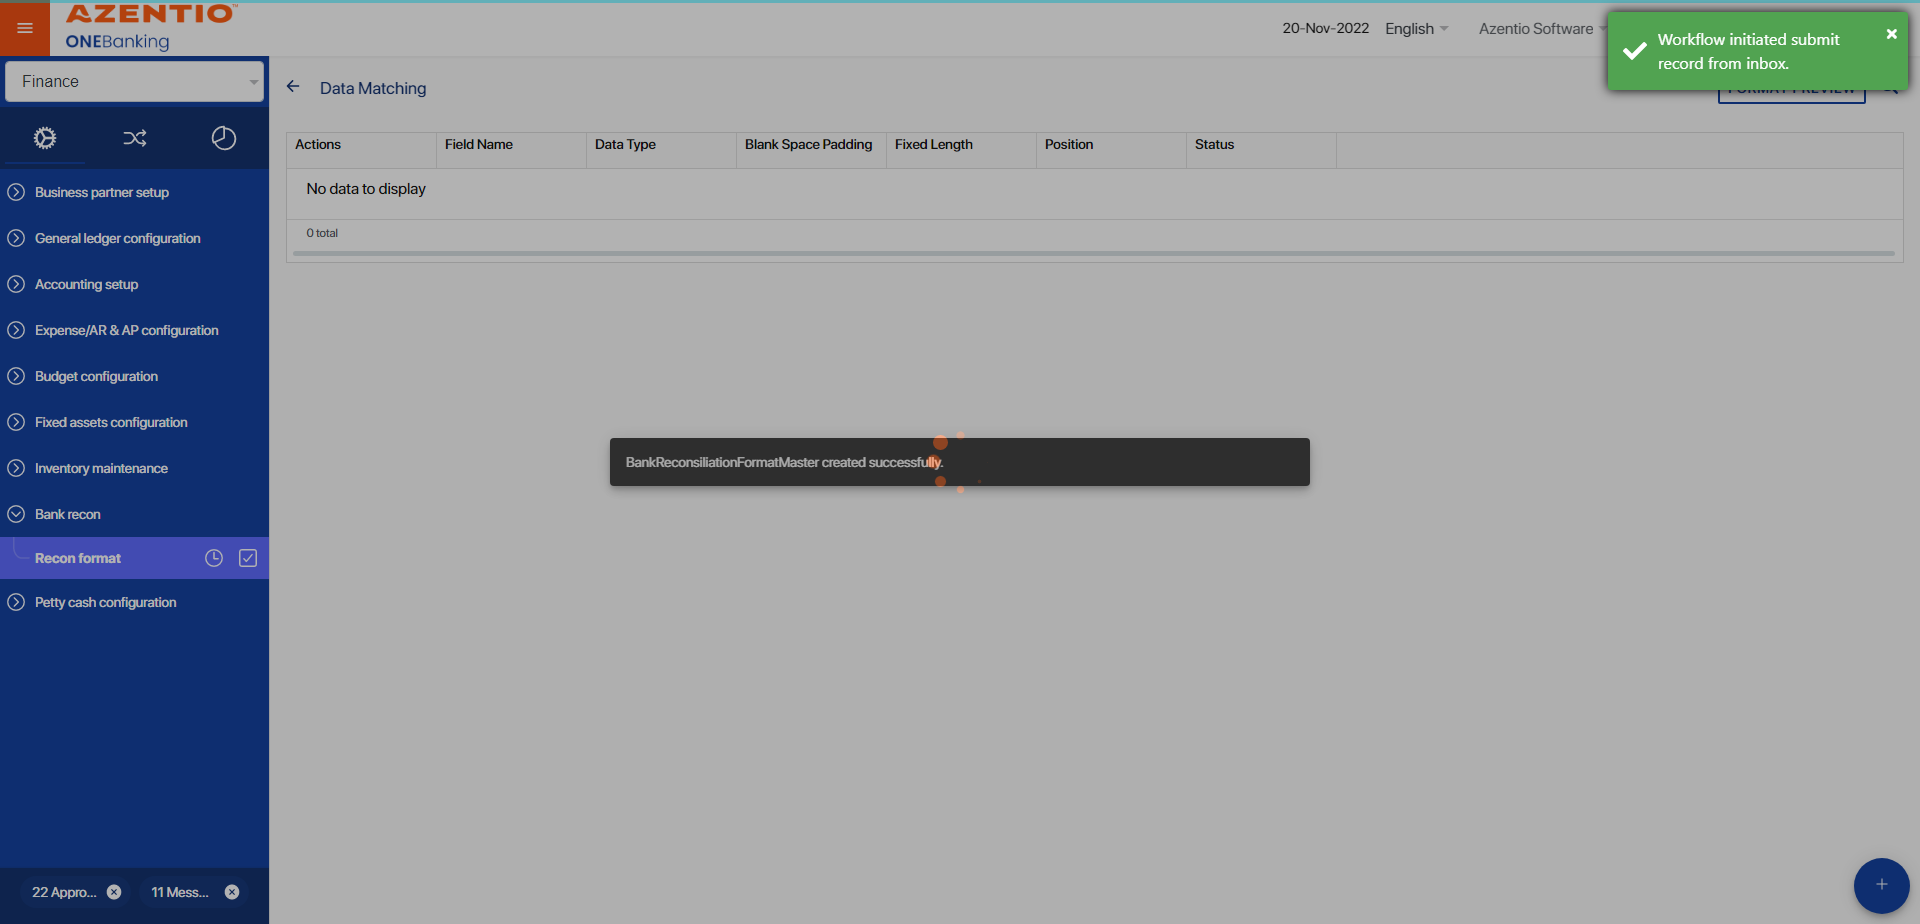 AZENTIO™
ONEBanking
20-Nov-2022
English
Azentio Software
Workflow initiated submit
record from inbox.
Finance
Data Matching
FORMAT PREVIEW
Actions
Field Name
Data Type
Blank Space Padding
Fixed Length
Position
Status
No data to display
0 total
Business partner setup
General ledger configuration
Accounting setup
Expense/AR & AP configuration
Budget configuration
Fixed assets configuration
Inventory maintenance
Bank recon
Recon format
Petty cash configuration
BankReconsiliationFormatMaster created successfully.
22 Appro...
11 Mess...